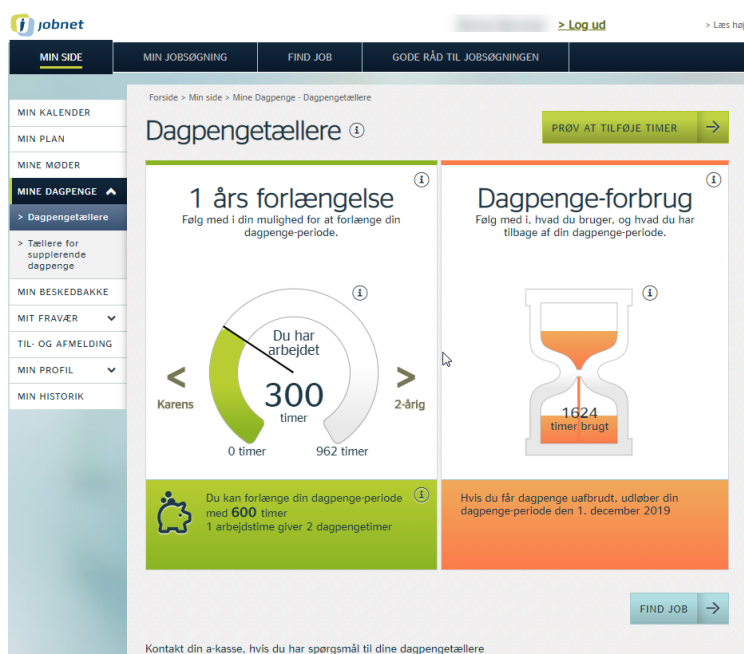 jobnet
> Log ud
> Læs høj
MIN SIDE
MIN JOBSØGNING
FIND JOB
GODE RÅD TIL JOBSØGNINGEN
MIN KALENDER
MIN PLAN
MINE MØDER
MINE DAGPENGE
> Dagpengetællere
> Tællere for
supplerende
dagpenge
MIN BESKEDBAKKE
MIT FRAVÆR
TIL- OG AFMELDING
MIN PROFIL
MIN HISTORIK
Forside > Min side > Mine Dagpenge - Dagpengetællere
Dagpengetællere
PRØV AT TILFØJE TIMER
1 års forlængelse
Følg med i din mulighed for at forlænge din
dagpenge-periode.
Du har
arbejdet
300
timer
< Karens
> 2-årig
0 timer
962 timer
Du kan forlænge din dagpenge-periode
med 600 timer
1 arbejdstime giver 2 dagpengetimer
Dagpenge-forbrug
Følg med i, hvad du bruger, og hvad du har
tilbage af din dagpenge-periode.
1624
timer brugt
Hvis du får dagpenge uafbrudt, udløber din
dagpenge-periode den 1. december 2019
FIND JOB
Kontakt din a-kasse, hvis du har spørgsmål til dine dagpengetællere